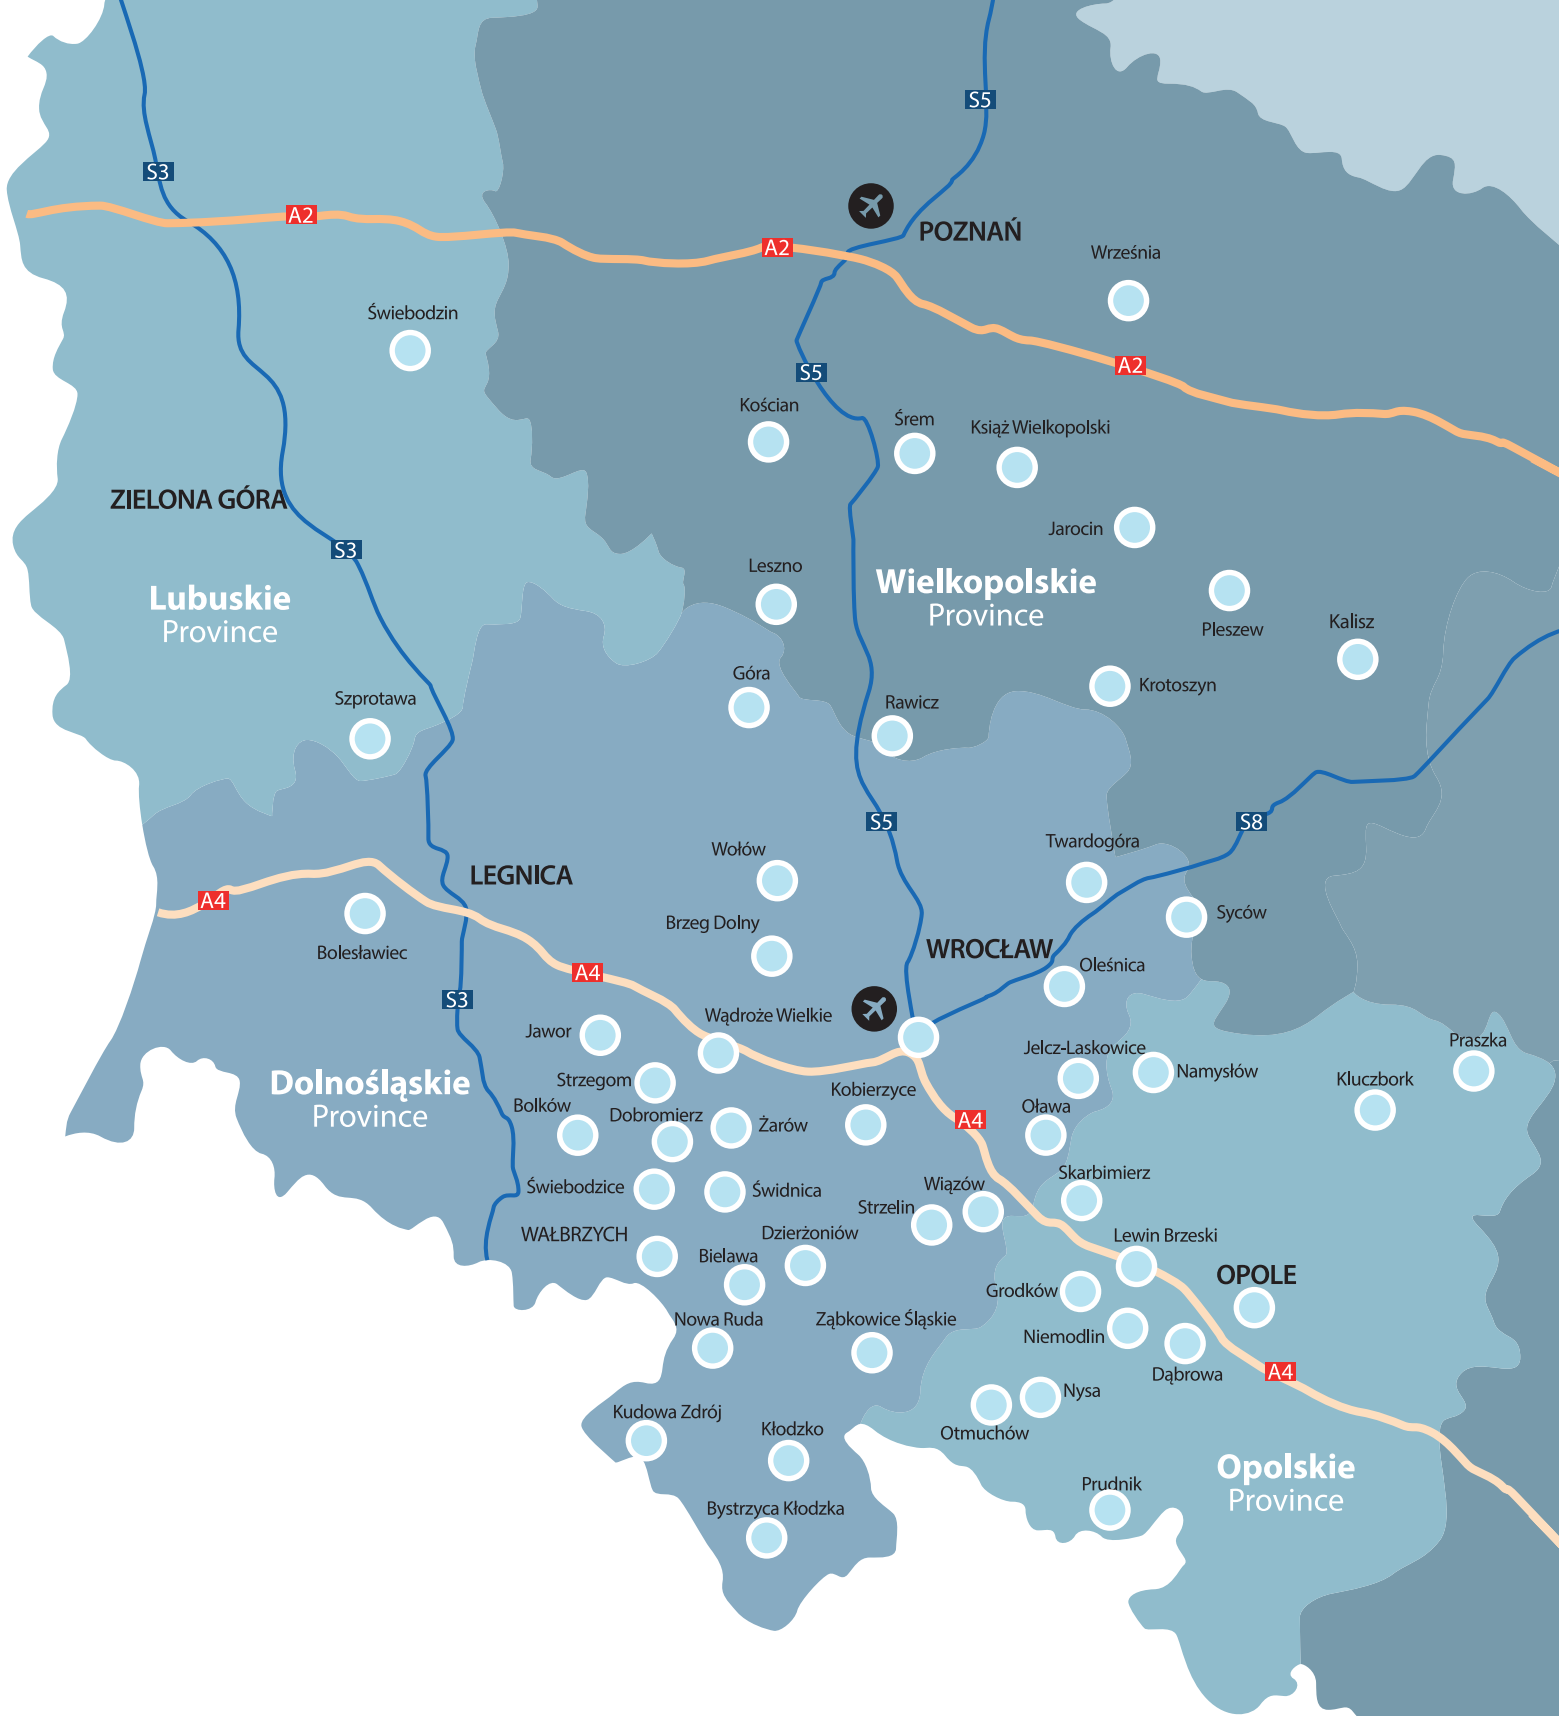 S5
S3
A2
POZNAŃ
A2
Września
Świebodzin
A2
S5
Kościan
Śrem
Książ Wielkopolski
ZIELONA GÓRA
Jarocin
S3
Leszno
Wielkopolskie
Province
Lubuskie
Province
Pleszew
Kalisz
Góra
Krotoszyn
Szprotawa
Rawicz
S5
S8
Twardogóra
Wołów
LEGNICA
A4
Syców
Brzeg Dolny
WROCŁAW
Bolesławiec
Oleśnica
A4
S3
Wądroże Wielkie
Jawor
Jelcz-Laskowice
Praszka
Namysłów
Strzegom
Kluczbork
Dolnośląskie
Province
Kobierzyce
Bolków
Oława
Dobromierz
A4
Żarów
Skarbimierz
Wiązów
Świebodzice
Świdnica
Strzelin
WAŁBRZYCH
Dzierżoniów
Lewin Brzeski
Bielawa
OPOLE
Grodków
Nowa Ruda
Ząbkowice Śląskie
Niemodlin
A4
Dąbrowa
Nysa
Kudowa Zdrój
Kłodzko
Otmuchów
Opolskie
Province
Prudnik
Bystrzyca Kłodzka